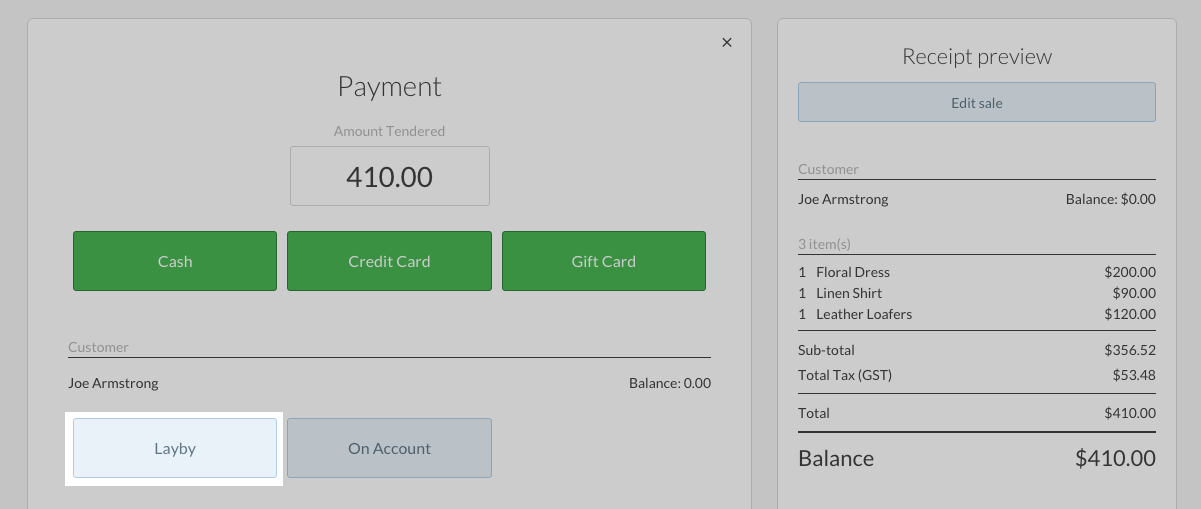 ×
Payment
Amount Tendered
410.00
Cash Credit Card Gift Card
Customer
Joe Armstrong Balance: 0.00
Layby On Account
Receipt preview
Edit sale
Customer
Joe Armstrong Balance: $0.00
3 item(s)
1 Floral Dress $200.00
1 Linen Shirt $90.00
1 Leather Loafers $120.00
Sub-total $356.52
Total Tax (GST) $53.48
Total $410.00
Balance $410.00